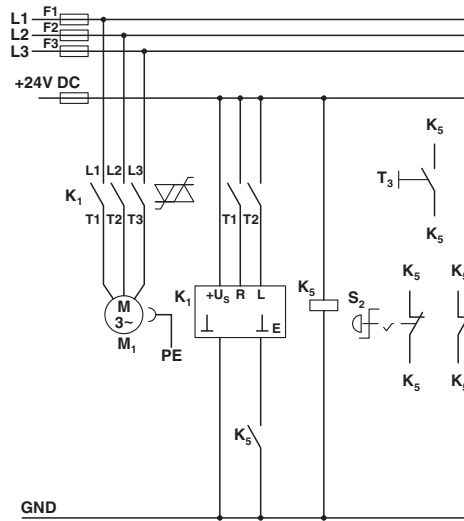 L1 F1
L2 F2
L3 F3
+24V DC
L1 L2 L3
K1
T1 T2 T3
T1 T2
K5
T3
K5
M
3~
M1
PE
K1 +US R L
E
K5
S2
K5 K5
K5 K5
K5
GND